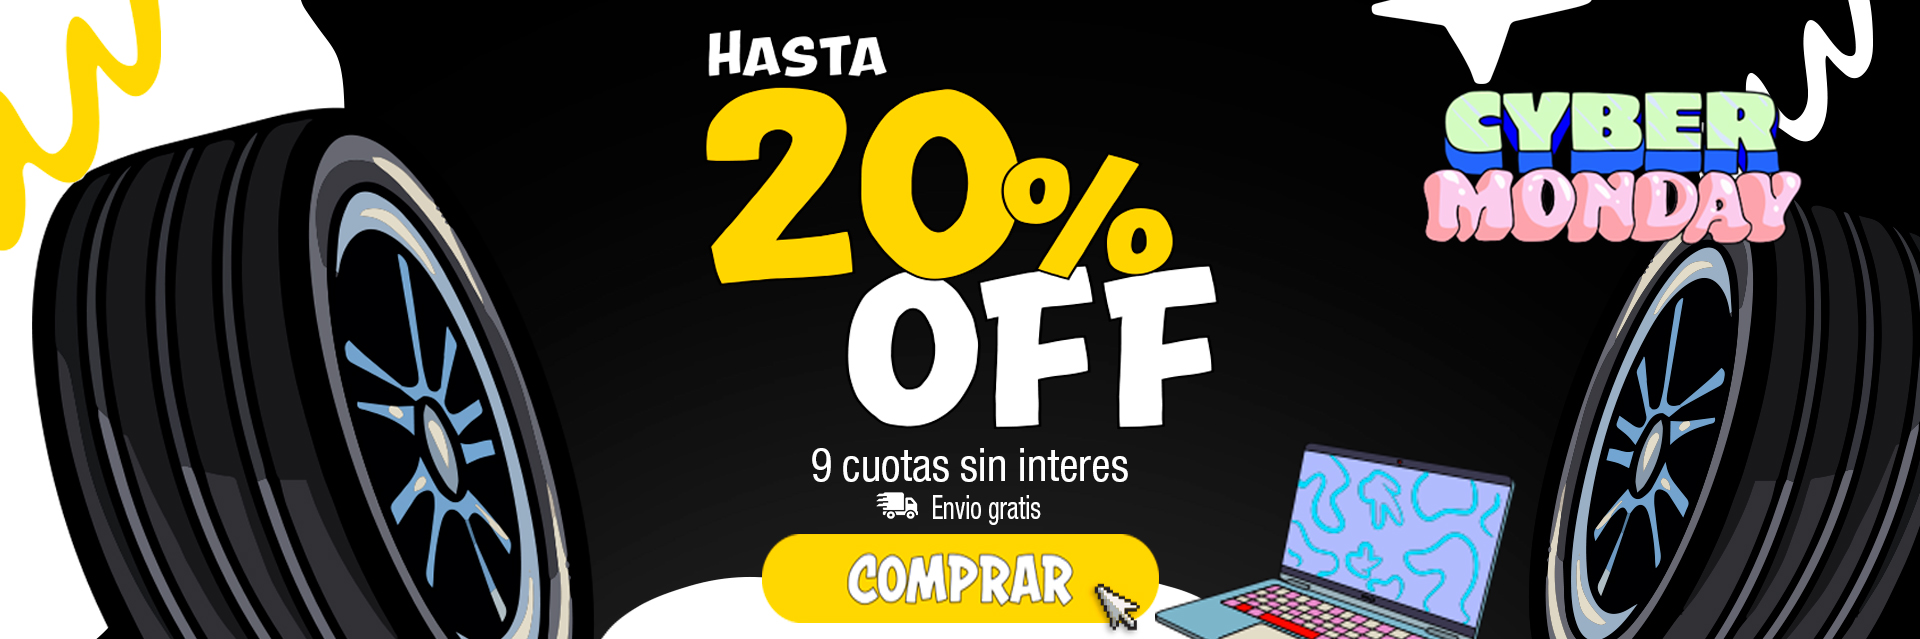 HASTA
20%
OFF
9 cuotas sin interes
Envio gratis
COMPRAR
CYBER
MONDAY